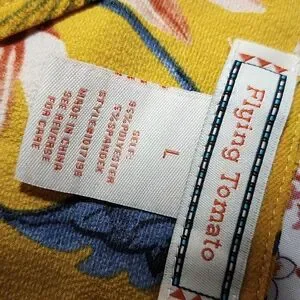 Flying Tomato
L
SELF:
95%POLYESTER
5%SPANDEX
MADE IN CHINA
SEE REVERSE
FOR CARE